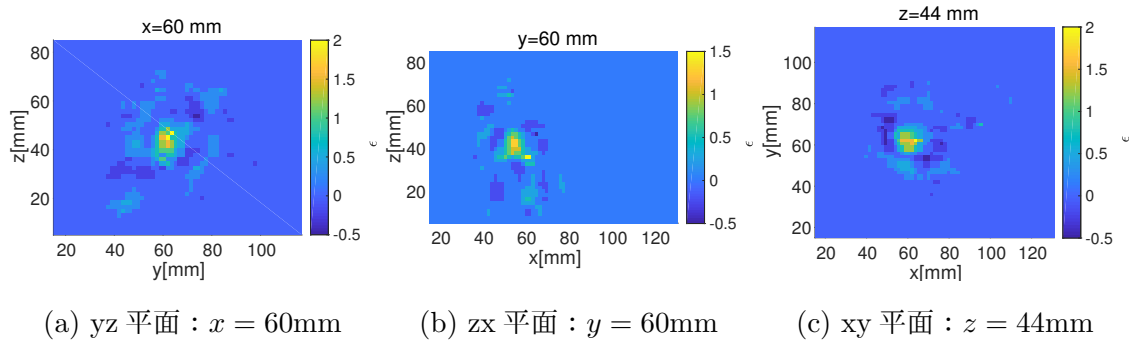 x=60 mm
z[mm]
80
60
40
20
20 40 60 80 100
y[mm]
2
1.5
1
0.5
0
-0.5
ϵ
y=60 mm
z[mm]
80
60
40
20
20 40 60 80 100 120
x[mm]
1.5
1
0.5
0
-0.5
ϵ
z=44 mm
y[mm]
100
80
60
40
20
20 40 60 80 100 120
x[mm]
2
1.5
1
0.5
0
-0.5
ϵ
(a) yz 平面：x = 60mm
(b) zx 平面：y = 60mm
(c) xy 平面：z = 44mm